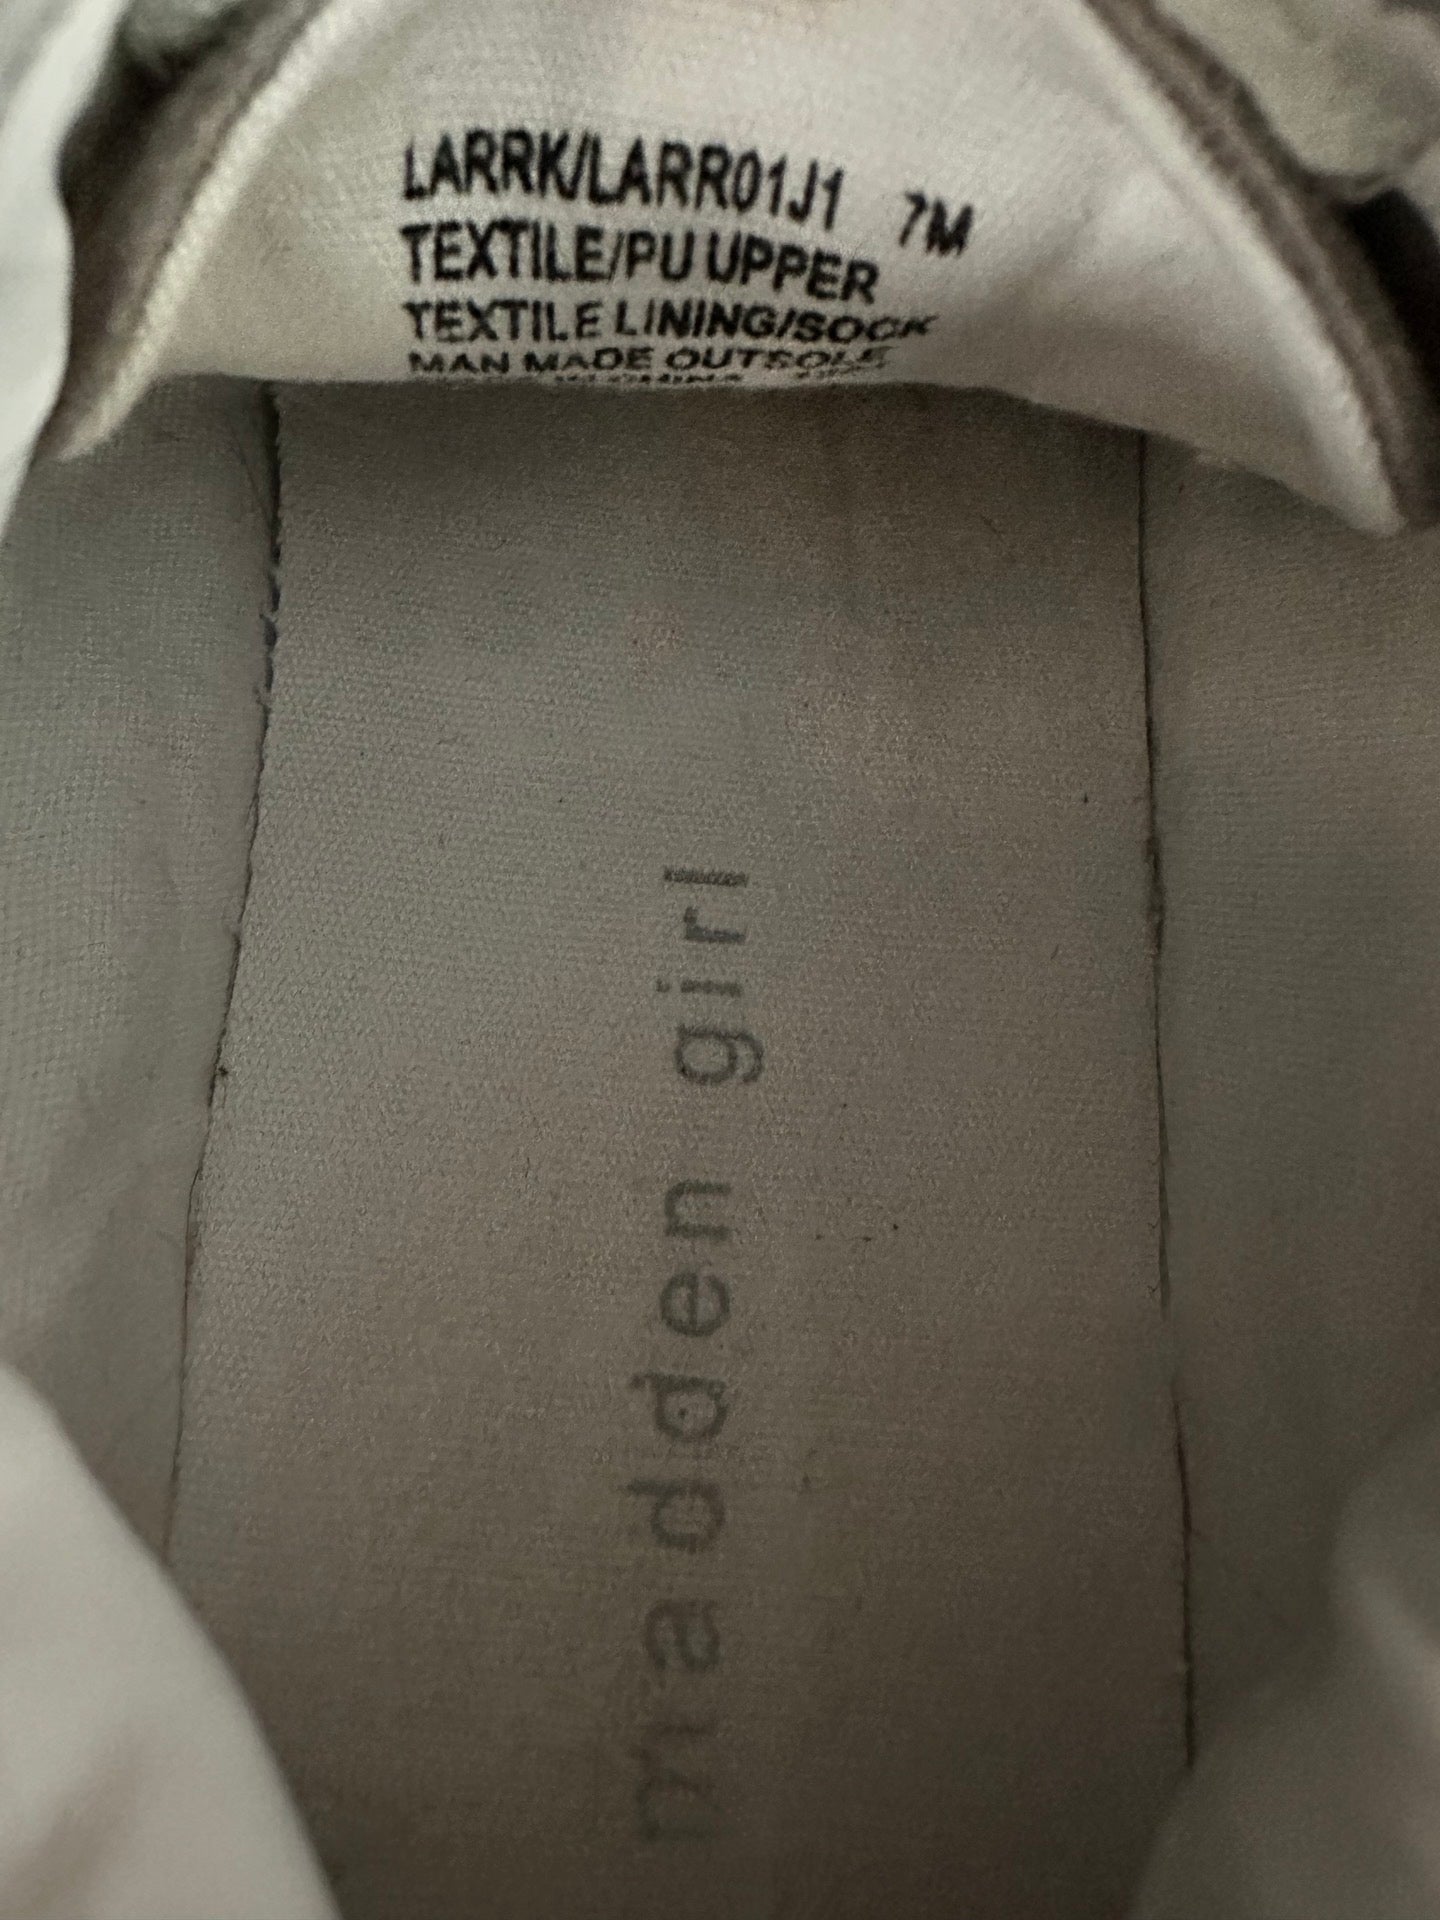 LARRK/LARR01J1 7M
TEXTILE/PU UPPER
TEXTILE LINING/SOCK
MAN MADE OUTSOLE
madden girl